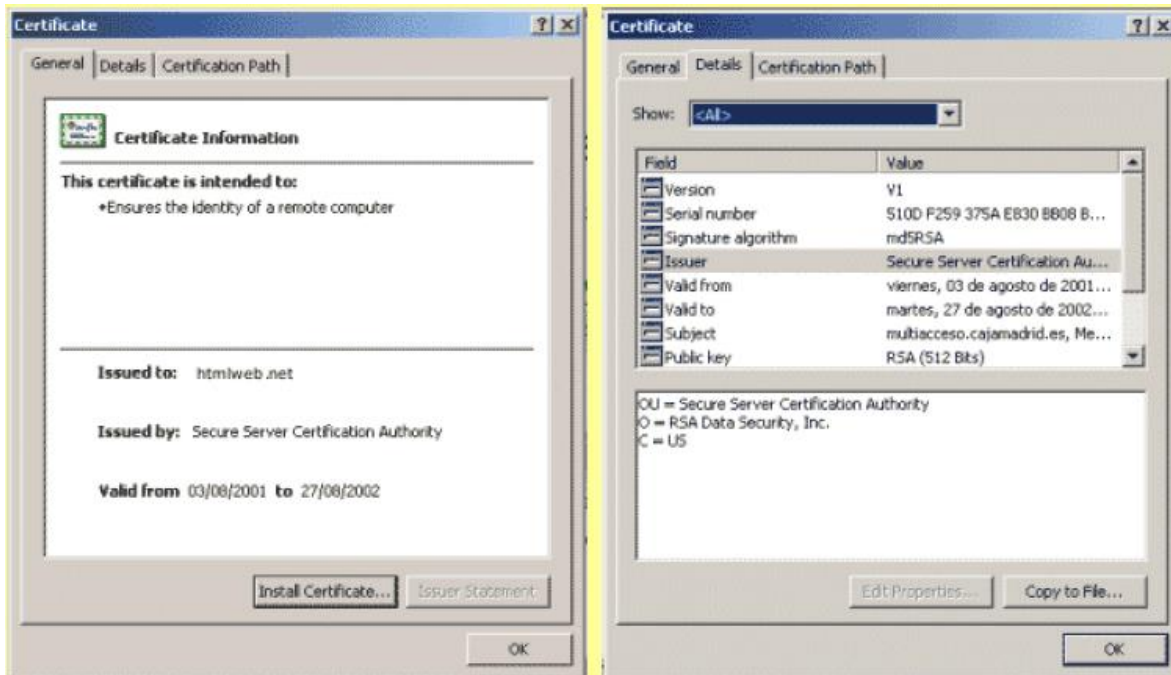 Certificate
General Details Certification Path
Certificate Information
This certificate is intended to:
•Ensures the identity of a remote computer
Issued to: htmlweb.net
Issued by: Secure Server Certification Authority
Valid from 03/08/2001 to 27/08/2002
Install Certificate... Issuer Statement
OK
Certificate
General Details Certification Path
Show: <All>
Field Value
Version V1
Serial number 510D F259 375A E830 BB08 B...
Signature algorithm md5RSA
Issuer Secure Server Certification Au...
Valid from viernes, 03 de agosto de 2001...
Valid to martes, 27 de agosto de 2002...
Subject multiacceso.cajamadrid.es, Me...
Public key RSA (512 Bits)
OU = Secure Server Certification Authority
O = RSA Data Security, Inc.
C = US
Edit Properties... Copy to File...
OK